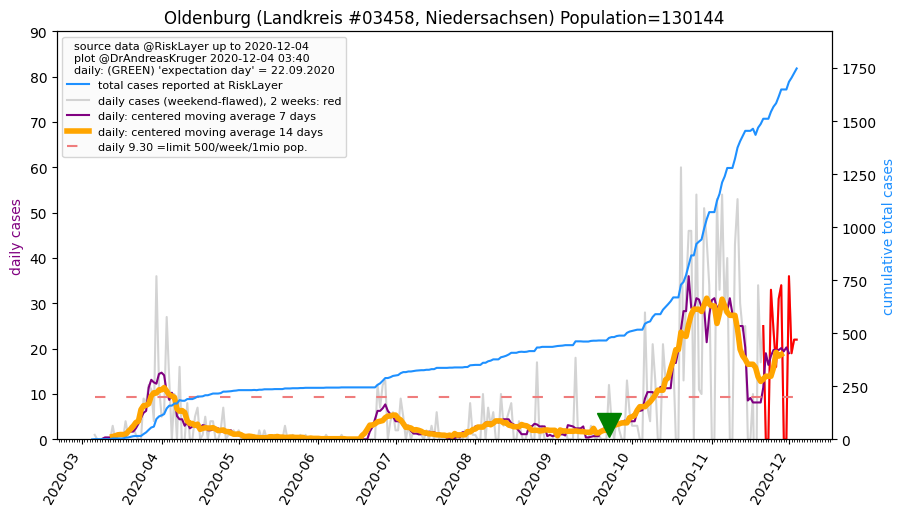 Oldenburg (Landkreis #03458, Niedersachsen) Population=130144
source data @RiskLayer up to 2020-12-04
plot @DrAndreasKruger 2020-12-04 03:40
daily: (GREEN) 'expectation day' = 22.09.2020
total cases reported at RiskLayer
daily cases (weekend-flawed), 2 weeks: red
daily: centered moving average 7 days
daily: centered moving average 14 days
daily 9.30 =limit 500/week/1mio pop.
daily cases
90
80
70
60
50
40
30
20
10
0
1750
1500
1250
1000
750
500
250
0
cumulative total cases
2020-03
2020-04
2020-05
2020-06
2020-07
2020-08
2020-09
2020-10
2020-11
2020-12